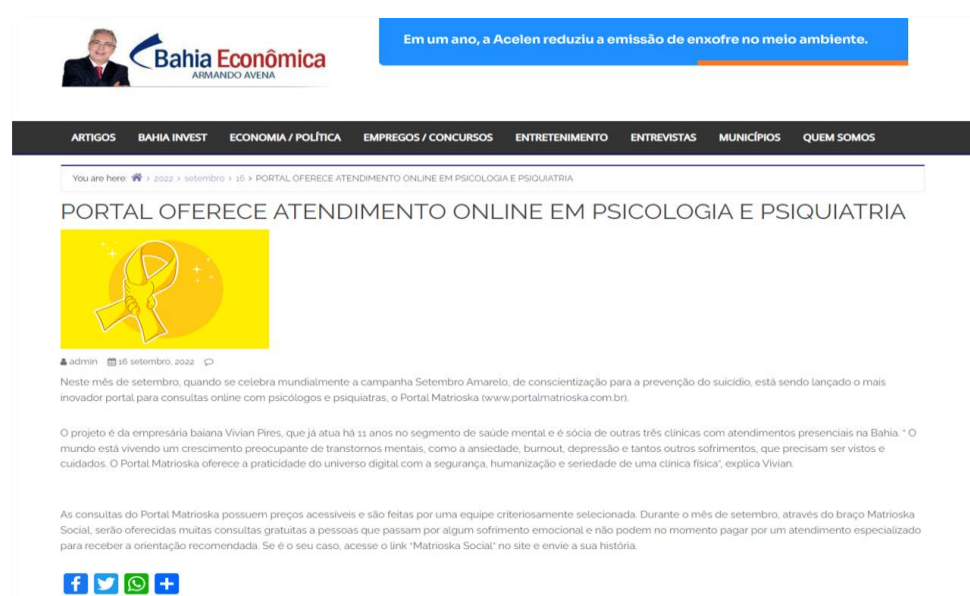 Bahia Econômica
ARMANDO AVENA
Em um ano, a Acelen reduziu a emissão de enxofre no meio ambiente.
ARTIGOS BAHIA INVEST ECONOMIA / POLÍTICA EMPREGOS / CONCURSOS ENTRETENIMENTO ENTREVISTAS MUNICÍPIOS QUEM SOMOS
You are here: > 2022 > setembro > 16 > PORTAL OFERECE ATENDIMENTO ONLINE EM PSICOLOGIA E PSIQUIATRIA
PORTAL OFERECE ATENDIMENTO ONLINE EM PSICOLOGIA E PSIQUIATRIA
admin 16 setembro, 2022
Neste mês de setembro, quando se celebra mundialmente a campanha Setembro Amarelo, de conscientização para a prevenção do suicídio, está sendo lançado o mais
inovador portal para consultas online com psicólogos e psiquiatras, o Portal Matrioska (www.portalmatrioska.com.br).
O projeto é da empresária baiana Vivian Pires, que já atua há 11 anos no segmento de saúde mental e é sócia de outras três clínicas com atendimentos presenciais na Bahia. " O
mundo está vivendo um crescimento preocupante de transtornos mentais, como a ansiedade, burnout, depressão e tantos outros sofrimentos, que precisam ser vistos e
cuidados. O Portal Matrioska oferece a praticidade do universo digital com a segurança, humanização e seriedade de uma clínica física", explica Vivian.
As consultas do Portal Matrioska possuem preços acessíveis e são feitas por uma equipe criteriosamente selecionada. Durante o mês de setembro, através do braço Matrioska
Social, serão oferecidas muitas consultas gratuitas a pessoas que passam por algum sofrimento emocional e não podem no momento pagar por um atendimento especializado
para receber a orientação recomendada. Se é o seu caso, acesse o link "Matrioska Social" no site e envie a sua história.